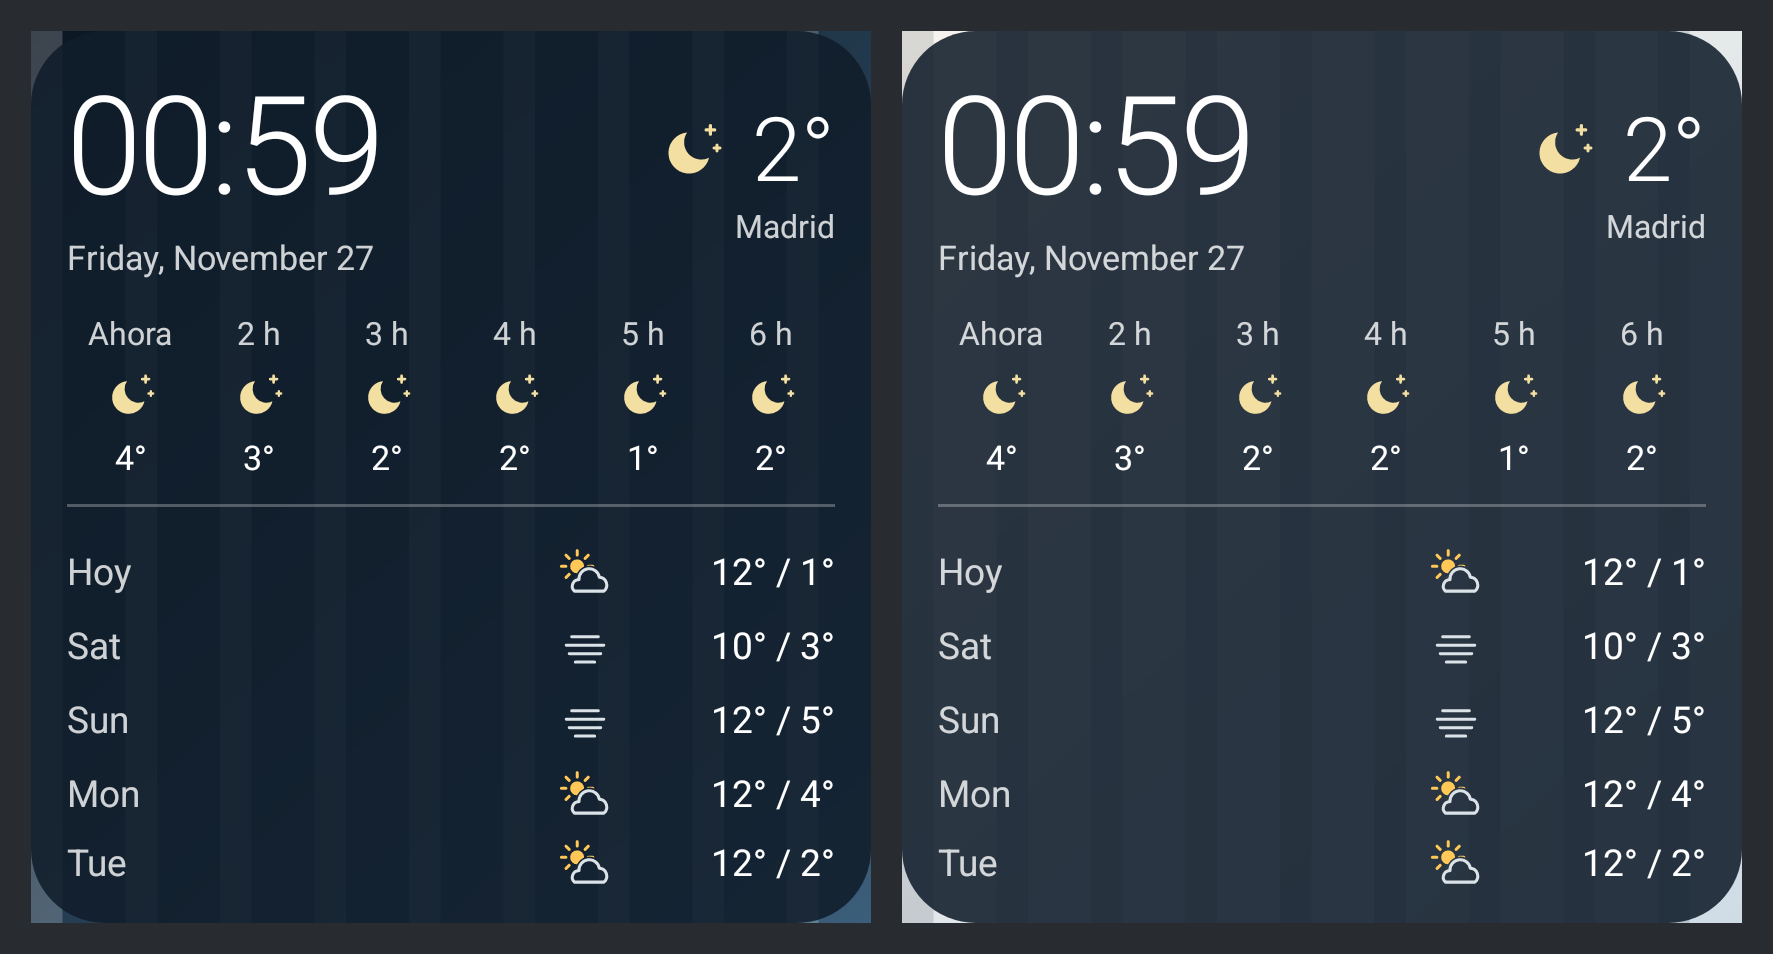 00:59
2°
Madrid
Friday, November 27
Ahora 2 h 3 h 4 h 5 h 6 h
4° 3° 2° 2° 1° 2°
Hoy 12° / 1°
Sat 10° / 3°
Sun 12° / 5°
Mon 12° / 4°
Tue 12° / 2°
00:59
2°
Madrid
Friday, November 27
Ahora 2 h 3 h 4 h 5 h 6 h
4° 3° 2° 2° 1° 2°
Hoy 12° / 1°
Sat 10° / 3°
Sun 12° / 5°
Mon 12° / 4°
Tue 12° / 2°